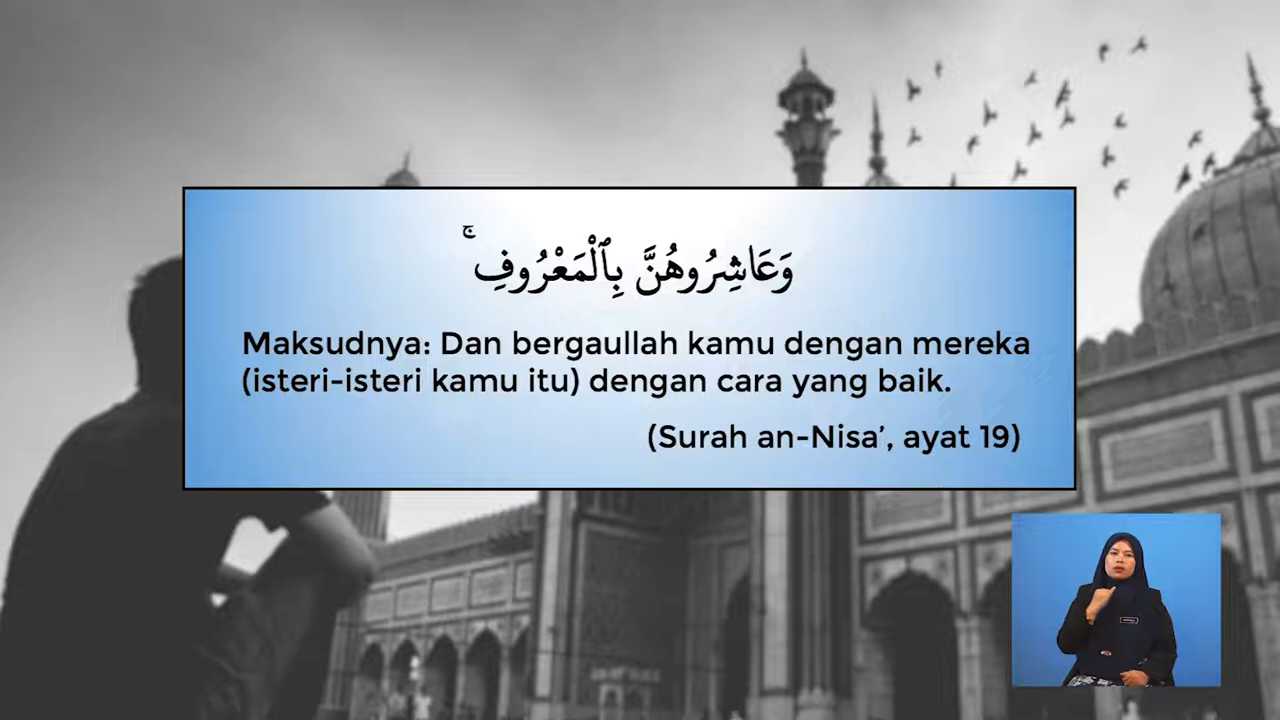 وَعَاشِرُوهُنَّ بِٱلْمَعْرُوفِ ۚ
Maksudnya: Dan bergaullah kamu dengan mereka
(isteri-isteri kamu itu) dengan cara yang baik.
(Surah an-Nisa’, ayat 19)